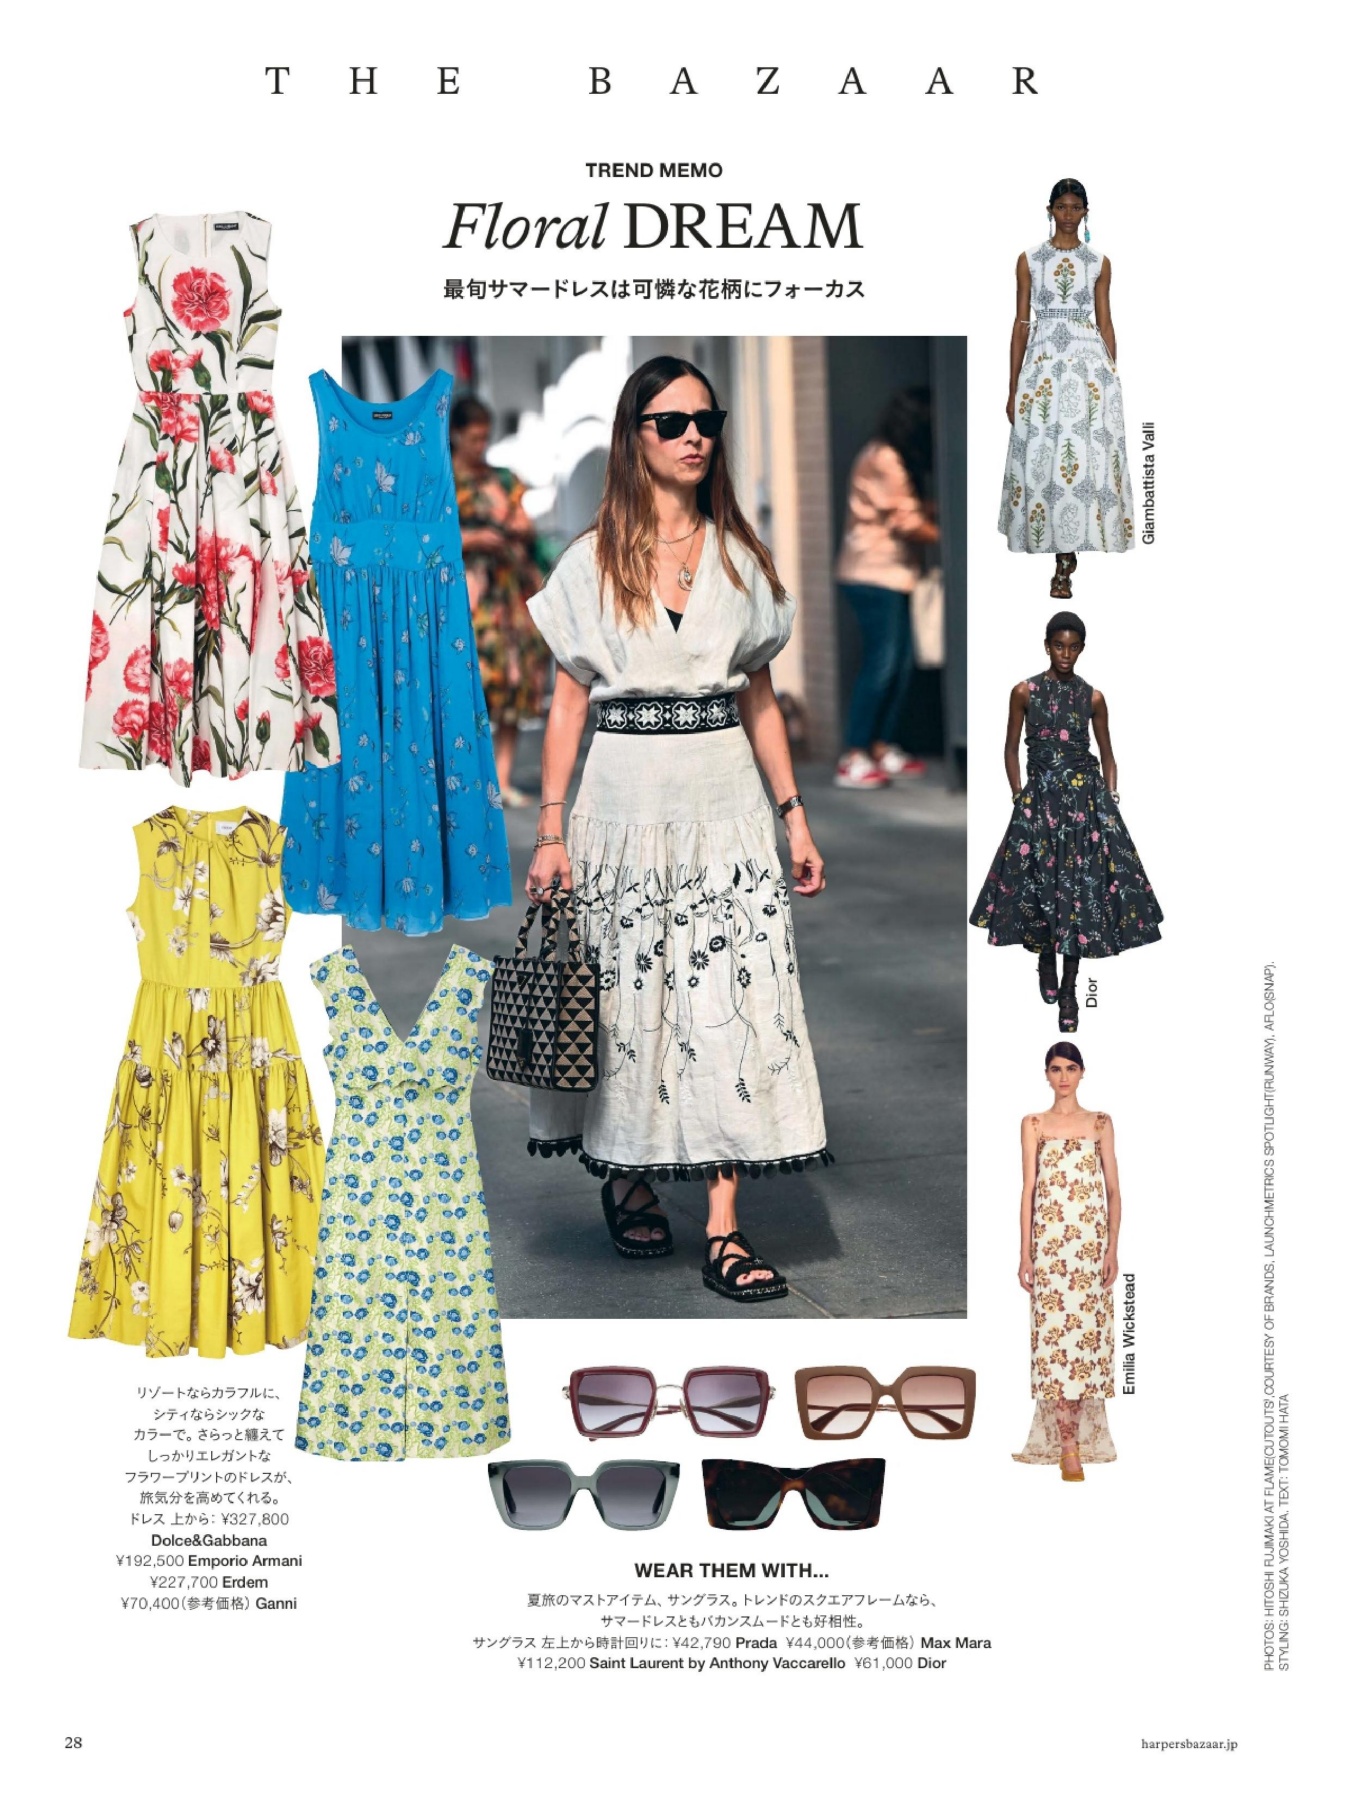 THE BAZAAR
TREND MEMO
Floral DREAM
最旬サマードレスは可憐な花柄にフォーカス
Giambattista Valli
Dior
Emilia Wickstead
リゾートならカラフルに、
シティならシックな
カラーで。さらっと纏えて
しっかりエレガントな
フラワープリントのドレスが、
旅気分を高めてくれる。
ドレス 上から: ¥327,800
Dolce&Gabbana
¥192,500 Emporio Armani
¥227,700 Erdem
¥70,400(参考価格) Ganni
WEAR THEM WITH...
夏旅のマストアイテム、サングラス。トレンドのスクエアフレームなら、
サマードレスともバカンスムードとも好相性。
サングラス 左上から時計回りに: ¥42,790 Prada ¥44,000(参考価格) Max Mara
¥112,200 Saint Laurent by Anthony Vaccarello ¥61,000 Dior
PHOTOS: HITOSHI FUJIMAKI AT FLAME(CUTOUTS), COURTESY OF BRANDS, LAUNCHMETRICS SPOTLIGHT(RUNWAY), AFLO(SNAP).
STYLING: SHIZUKA YOSHIDA. TEXT: TOMOMI HATA
28
harpersbazaar.jp